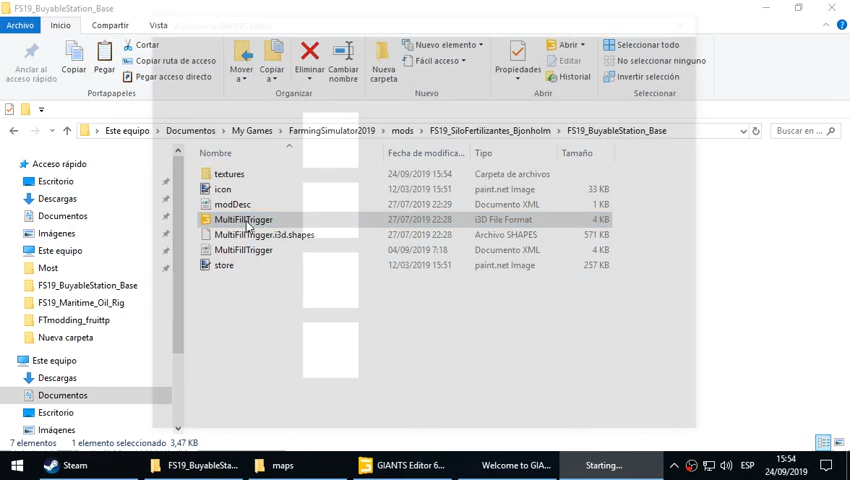 FS19_BuyableStation_Base
Archivo Inicio Compartir Vista
Welcome to GIANTS Editor
Anclar al
acceso rápido
Copiar
Pegar
Cortar
Copiar ruta de acceso
Pegar acceso directo
Portapapeles
Mover
a
Copiar
a
Eliminar
Cambiar
nombre
Organizar
Nueva
carpeta
Nuevo elemento
Fácil acceso
Nuevo
Propiedades
Abrir
Editar
Historial
Abrir
Seleccionar todo
No seleccionar ninguno
Invertir selección
Seleccionar
Este equipo Documentos My Games FarmingSimulator2019 mods FS19_SiloFertilizantes_Bjonholm FS19_BuyableStation_Base
Buscar en ...
Nombre Fecha de modifica... Tipo Tamaño
textures 24/09/2019 15:54 Carpeta de archivos
icon 12/03/2019 15:51 paint.net Image 33 KB
modDesc 27/07/2019 22:29 Documento XML 1 KB
MultiFillTrigger 27/07/2019 22:28 i3D File Format 4 KB
MultiFillTrigger.i3d.shapes 27/07/2019 22:28 Archivo SHAPES 571 KB
MultiFillTrigger 04/09/2019 7:18 Documento XML 4 KB
store 12/03/2019 15:51 paint.net Image 257 KB
Acceso rápido
Escritorio
Descargas
Documentos
Imágenes
Este equipo
Most
FS19_BuyableStation_Base
FS19_Maritime_Oil_Rig
FTmodding_fruittp
Nueva carpeta
Este equipo
Descargas
Documentos
Escritorio
Imágenes
7 elementos 1 elemento seleccionado 3,47 KB
Steam FS19_BuyableSta... maps GIANTS Editor 6... Welcome to GIA... Starting... ESP 15:54
24/09/2019